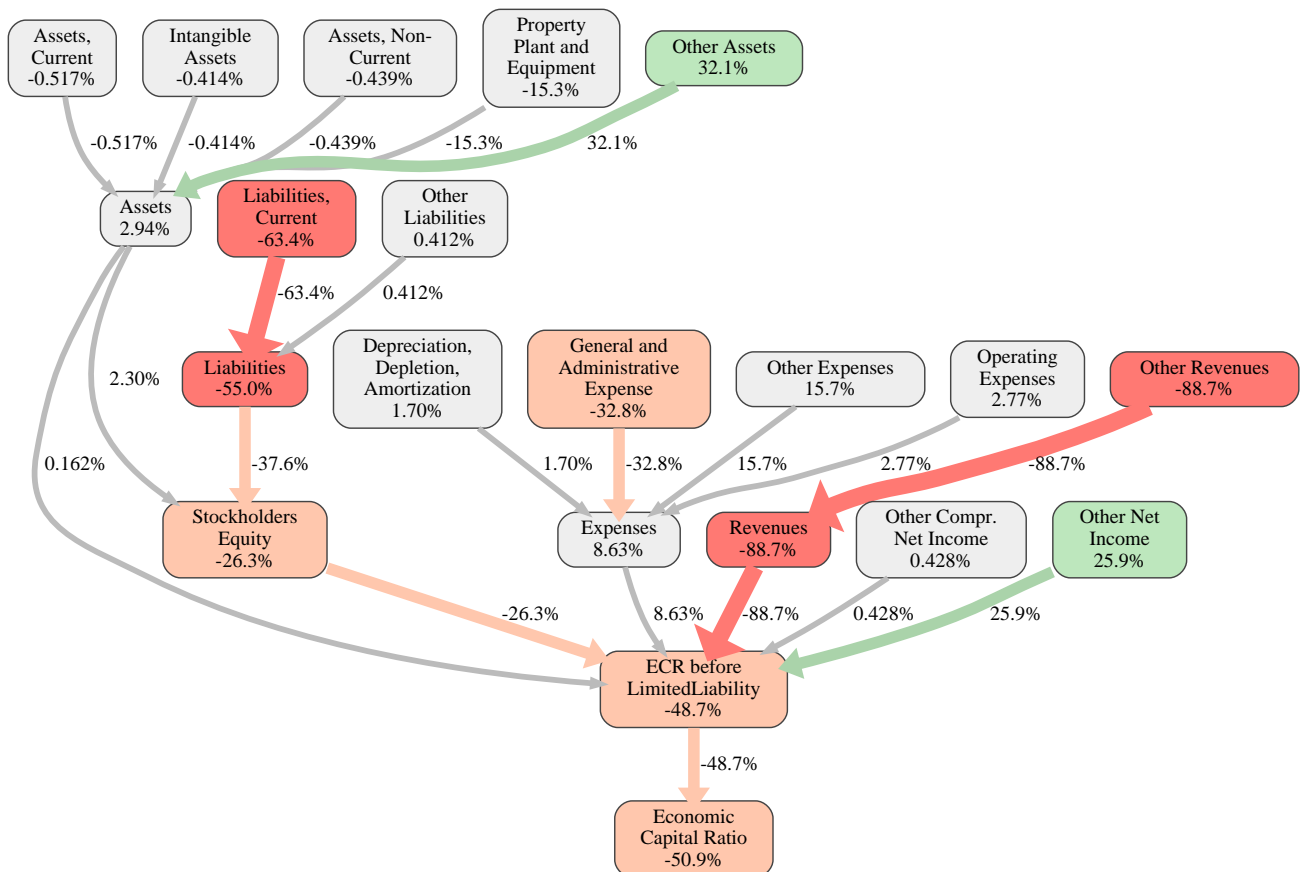 Assets,
Current
-0.517%
Intangible
Assets
-0.414%
Assets, Non-
Current
-0.439%
Property
Plant and
Equipment
-15.3%
Other Assets
32.1%
-0.517%
-0.414%
-0.439%
-15.3%
32.1%
Assets
2.94%
Liabilities,
Current
-63.4%
Other
Liabilities
0.412%
-63.4%
0.412%
Liabilities
-55.0%
Depreciation,
Depletion,
Amortization
1.70%
General and
Administrative
Expense
-32.8%
Other Expenses
15.7%
Operating
Expenses
2.77%
Other Revenues
-88.7%
2.30%
0.162%
-37.6%
1.70%
-32.8%
15.7%
2.77%
-88.7%
Stockholders
Equity
-26.3%
Expenses
8.63%
Revenues
-88.7%
Other Compr.
Net Income
0.428%
Other Net
Income
25.9%
-26.3%
8.63%
-88.7%
0.428%
25.9%
ECR before
LimitedLiability
-48.7%
-48.7%
Economic
Capital Ratio
-50.9%